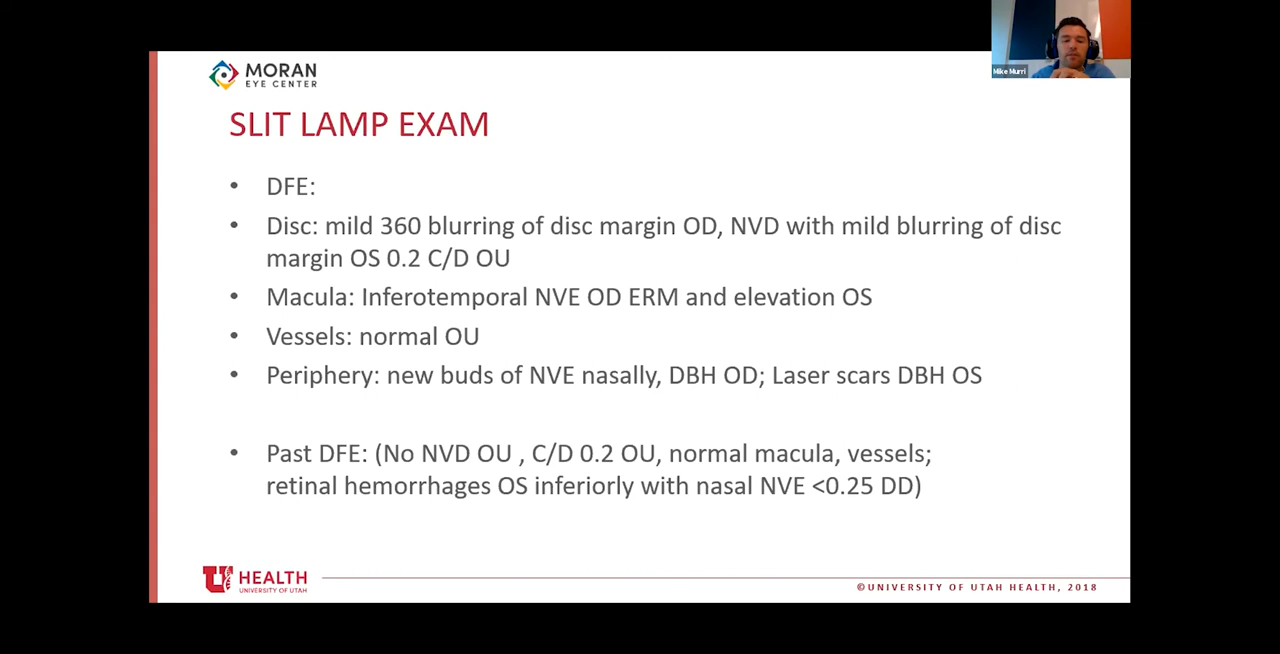 MORAN
EYE CENTER
Mike Murri
SLIT LAMP EXAM
• DFE:
• Disc: mild 360 blurring of disc margin OD, NVD with mild blurring of disc
margin OS 0.2 C/D OU
• Macula: Inferotemporal NVE OD ERM and elevation OS
• Vessels: normal OU
• Periphery: new buds of NVE nasally, DBH OD; Laser scars DBH OS
• Past DFE: (No NVD OU , C/D 0.2 OU, normal macula, vessels;
retinal hemorrhages OS inferiorly with nasal NVE <0.25 DD)
U HEALTH
UNIVERSITY OF UTAH
©UNIVERSITY OF UTAH HEALTH, 2018